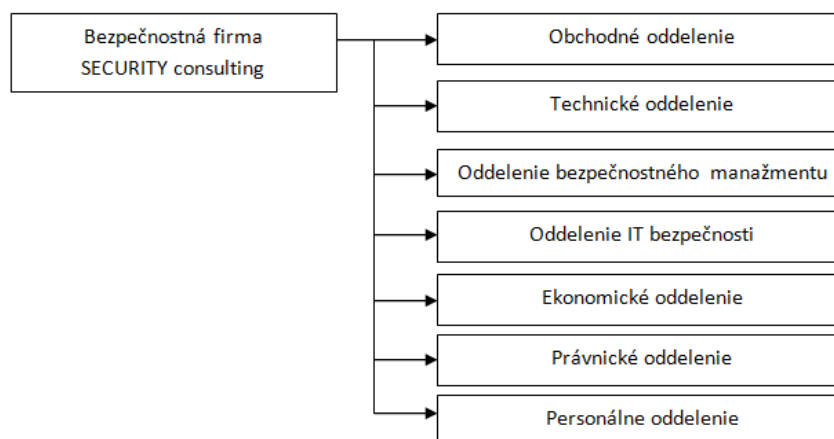 Bezpečnostná firma
SECURITY consulting
Obchodné oddelenie
Technické oddelenie
Oddelenie bezpečnostného manažmentu
Oddelenie IT bezpečnosti
Ekonomické oddelenie
Právnické oddelenie
Personálne oddelenie